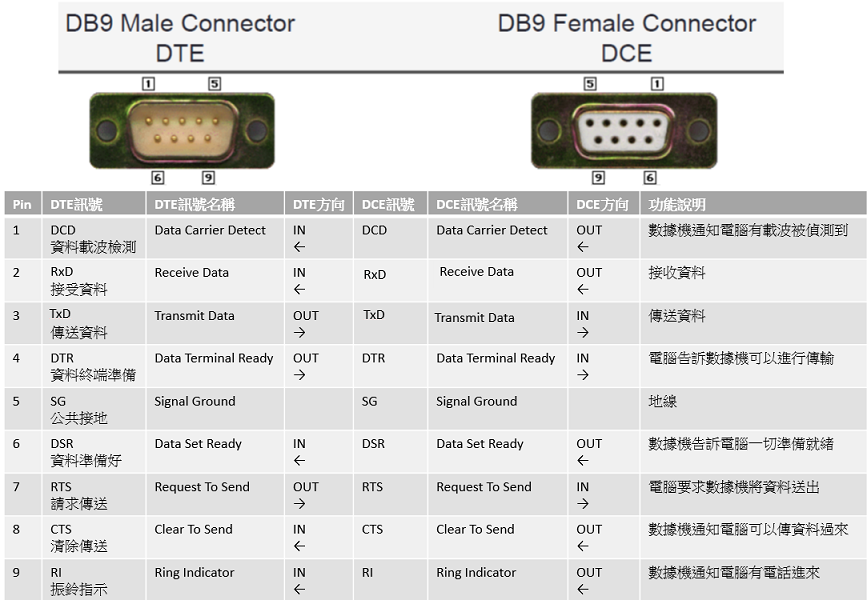 DB9 Male Connector
DTE
DB9 Female Connector
DCE
1 5
5 1
6 9
9 6
Pin DTE訊號 DTE訊號名稱 DTE方向 DCE訊號 DCE訊號名稱 DCE方向 功能說明
1 DCD Data Carrier Detect IN DCD Data Carrier Detect OUT 數據機通知電腦有載波被偵測到
資料載波檢測 ← ←
2 RxD Receive Data IN RxD Receive Data OUT 接收資料
接受資料 ← ←
3 TxD Transmit Data OUT TxD Transmit Data IN 傳送資料
傳送資料 → →
4 DTR Data Terminal Ready OUT DTR Data Terminal Ready IN 電腦告訴數據機可以進行傳輸
資料終端準備 → →
5 SG Signal Ground SG Signal Ground 地線
公共接地
6 DSR Data Set Ready IN DSR Data Set Ready OUT 數據機告訴電腦一切準備就緒
資料準備好 ← ←
7 RTS Request To Send OUT RTS Request To Send IN 電腦要求數據機將資料送出
請求傳送 → →
8 CTS Clear To Send IN CTS Clear To Send OUT 數據機通知電腦可以傳資料過來
清除傳送 ← ←
9 RI Ring Indicator IN RI Ring Indicator OUT 數據機通知電腦有電話進來
振鈴指示 ← ←